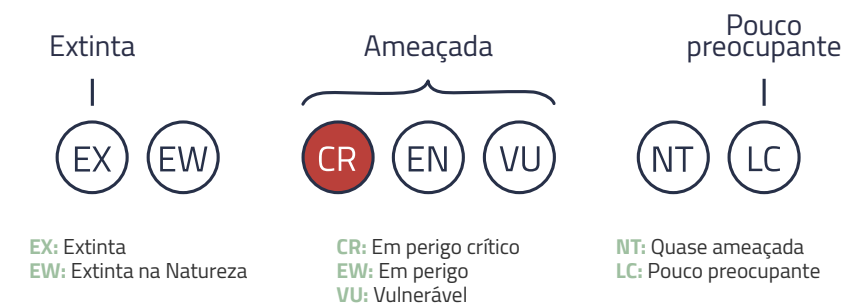 Extinta
Ameaçada
Pouco
preocupante
EX EW CR EN VU NT LC
EX: Extinta
EW: Extinta na Natureza
CR: Em perigo crítico
EW: Em perigo
VU: Vulnerável
NT: Quase ameaçada
LC: Pouco preocupante